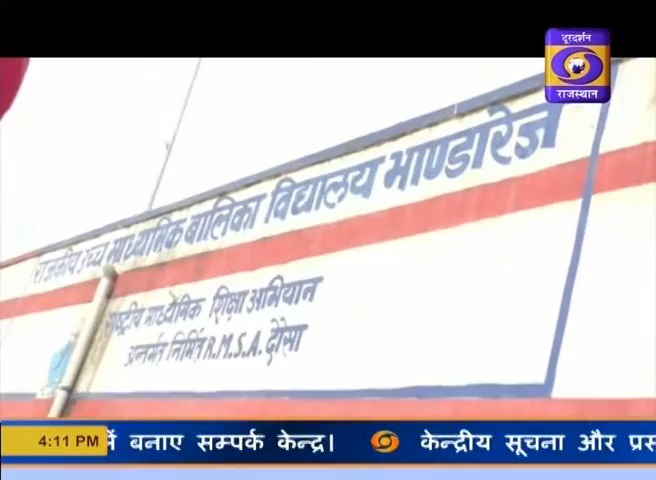 दूरदर्शन
राजस्थान
राजकीय उच्च माध्यमिक बालिका विद्यालय भाण्डारेज
राष्ट्रीय माध्यमिक शिक्षा अभियान
अन्तर्गत निर्मित R.M.S.A. दौसा
4:11 PM में बनाए सम्पर्क केन्द्र। केन्द्रीय सूचना और